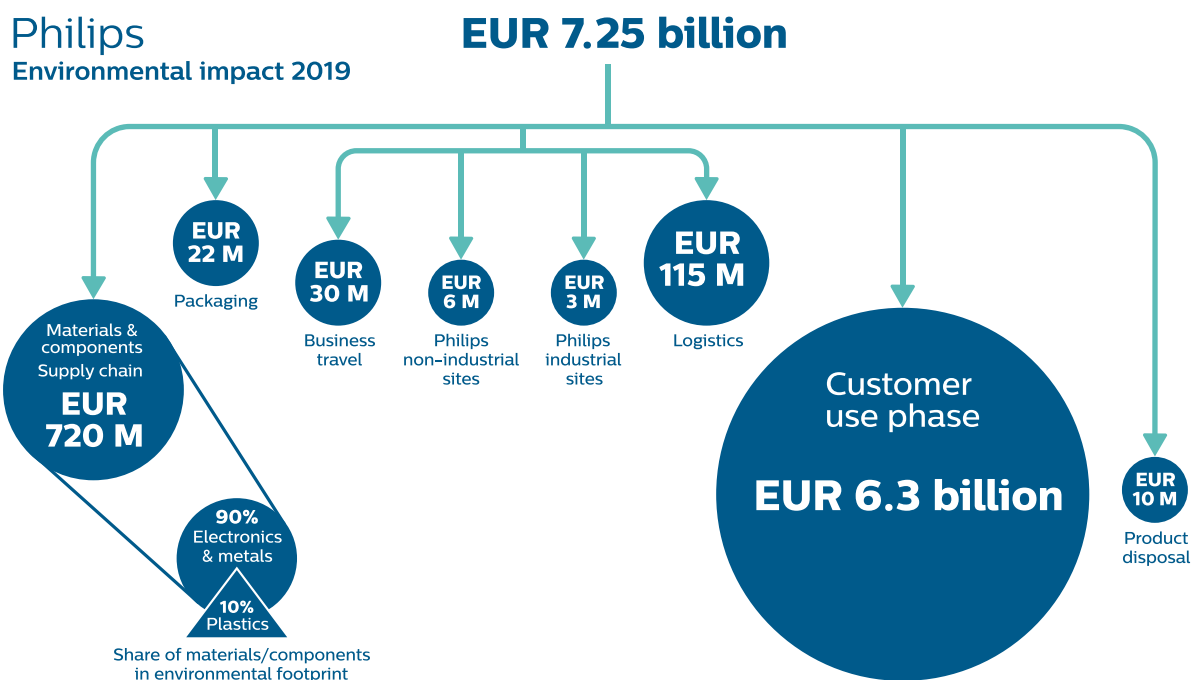 Philips
Environmental impact 2019
EUR 7.25 billion
Materials &
components
Supply chain
EUR
720 M
90%
Electronics
& metals
10%
Plastics
Share of materials/components
in environmental footprint
EUR
22 M
Packaging
EUR
30 M
Business
travel
EUR
6 M
Philips
non-industrial
sites
EUR
3 M
Philips
industrial
sites
EUR
115 M
Logistics
Customer
use phase
EUR 6.3 billion
EUR
10 M
Product
disposal